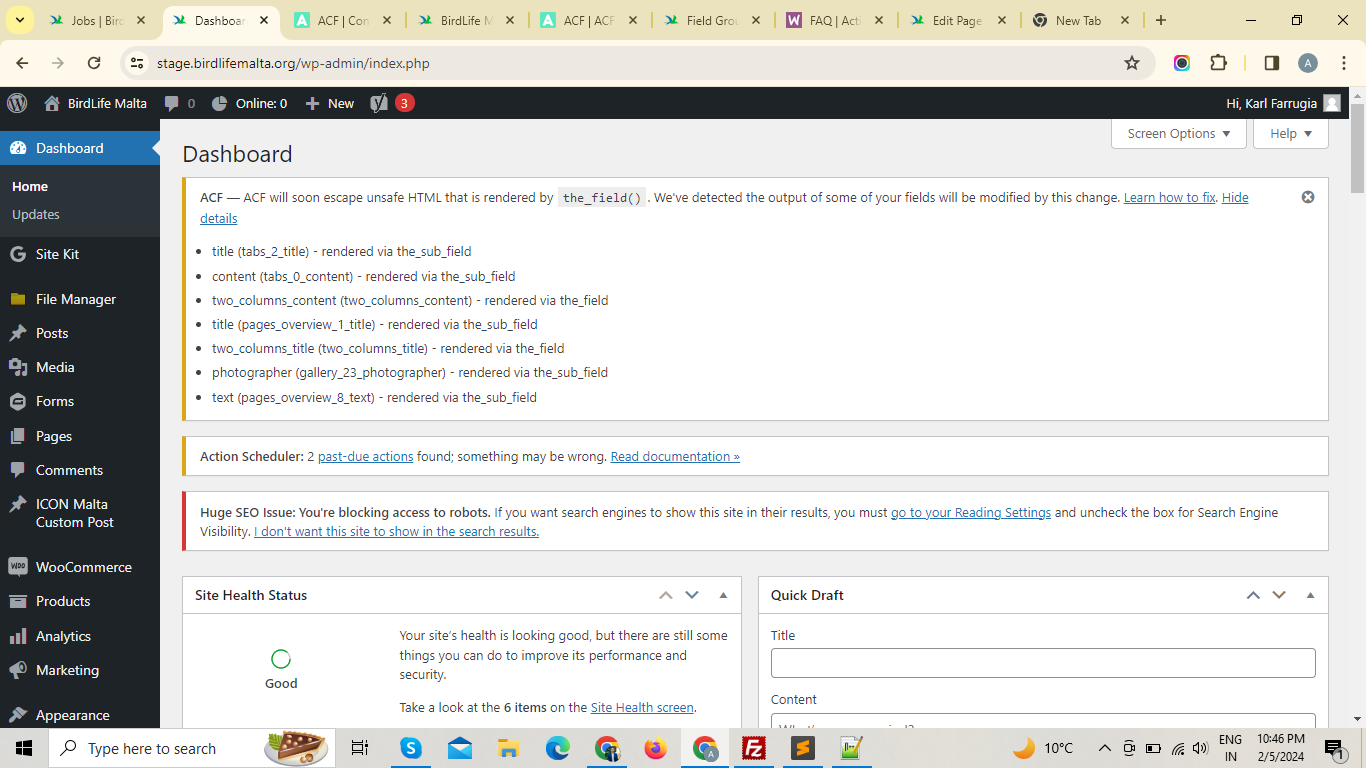 Jobs | Bird
Dashboard
ACF | Con
BirdLife M
ACF | ACF
Field Grou
FAQ | Acti
Edit Page
New Tab
stage.birdlifemalta.org/wp-admin/index.php
A
BirdLife Malta 0 Online: 0 New 3 Hi, Karl Farrugia
Screen Options Help
Dashboard
Home
Updates
Site Kit
File Manager
Posts
Media
Forms
Pages
Comments
ICON Malta
Custom Post
WooCommerce
Products
Analytics
Marketing
Appearance
Dashboard
ACF — ACF will soon escape unsafe HTML that is rendered by the_field() . We've detected the output of some of your fields will be modified by this change. Learn how to fix. Hide
details
title (tabs_2_title) - rendered via the_sub_field
content (tabs_0_content) - rendered via the_sub_field
two_columns_content (two_columns_content) - rendered via the_field
title (pages_overview_1_title) - rendered via the_sub_field
two_columns_title (two_columns_title) - rendered via the_field
photographer (gallery_23_photographer) - rendered via the_sub_field
text (pages_overview_8_text) - rendered via the_sub_field
Action Scheduler: 2 past-due actions found; something may be wrong. Read documentation »
Huge SEO Issue: You're blocking access to robots. If you want search engines to show this site in their results, you must go to your Reading Settings and uncheck the box for Search Engine
Visibility. I don't want this site to show in the search results.
Site Health Status
Good
Your site's health is looking good, but there are still some
things you can do to improve its performance and
security.
Take a look at the 6 items on the Site Health screen.
Quick Draft
Title
Content
Type here to search
10°C
ENG
IN
10:46 PM
2/5/2024
1